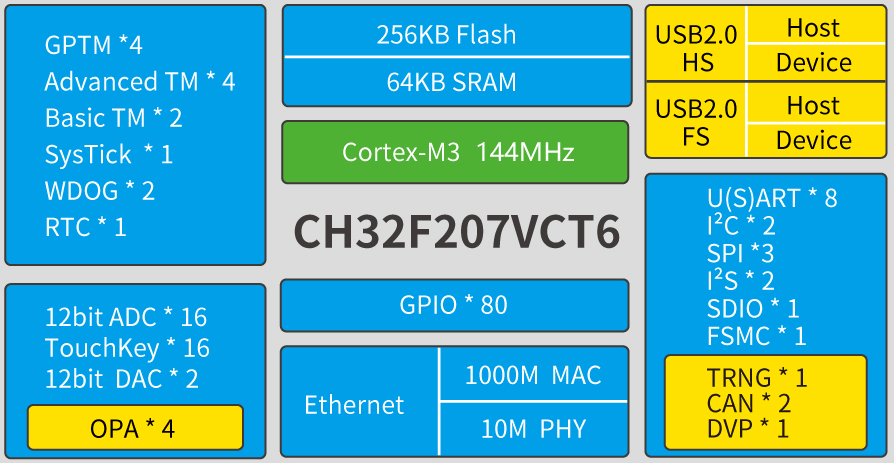 GPTM *4
Advanced TM * 4
Basic TM * 2
SysTick * 1
WDOG * 2
RTC * 1
12bit ADC * 16
TouchKey * 16
12bit DAC * 2
OPA * 4
256KB Flash
64KB SRAM
Cortex-M3 144MHz
CH32F207VCT6
GPIO * 80
Ethernet
1000M MAC
10M PHY
USB2.0
HS
Host
Device
USB2.0
FS
Host
Device
U(S)ART * 8
I²C * 2
SPI *3
I²S * 2
SDIO * 1
FSMC * 1
TRNG * 1
CAN * 2
DVP * 1